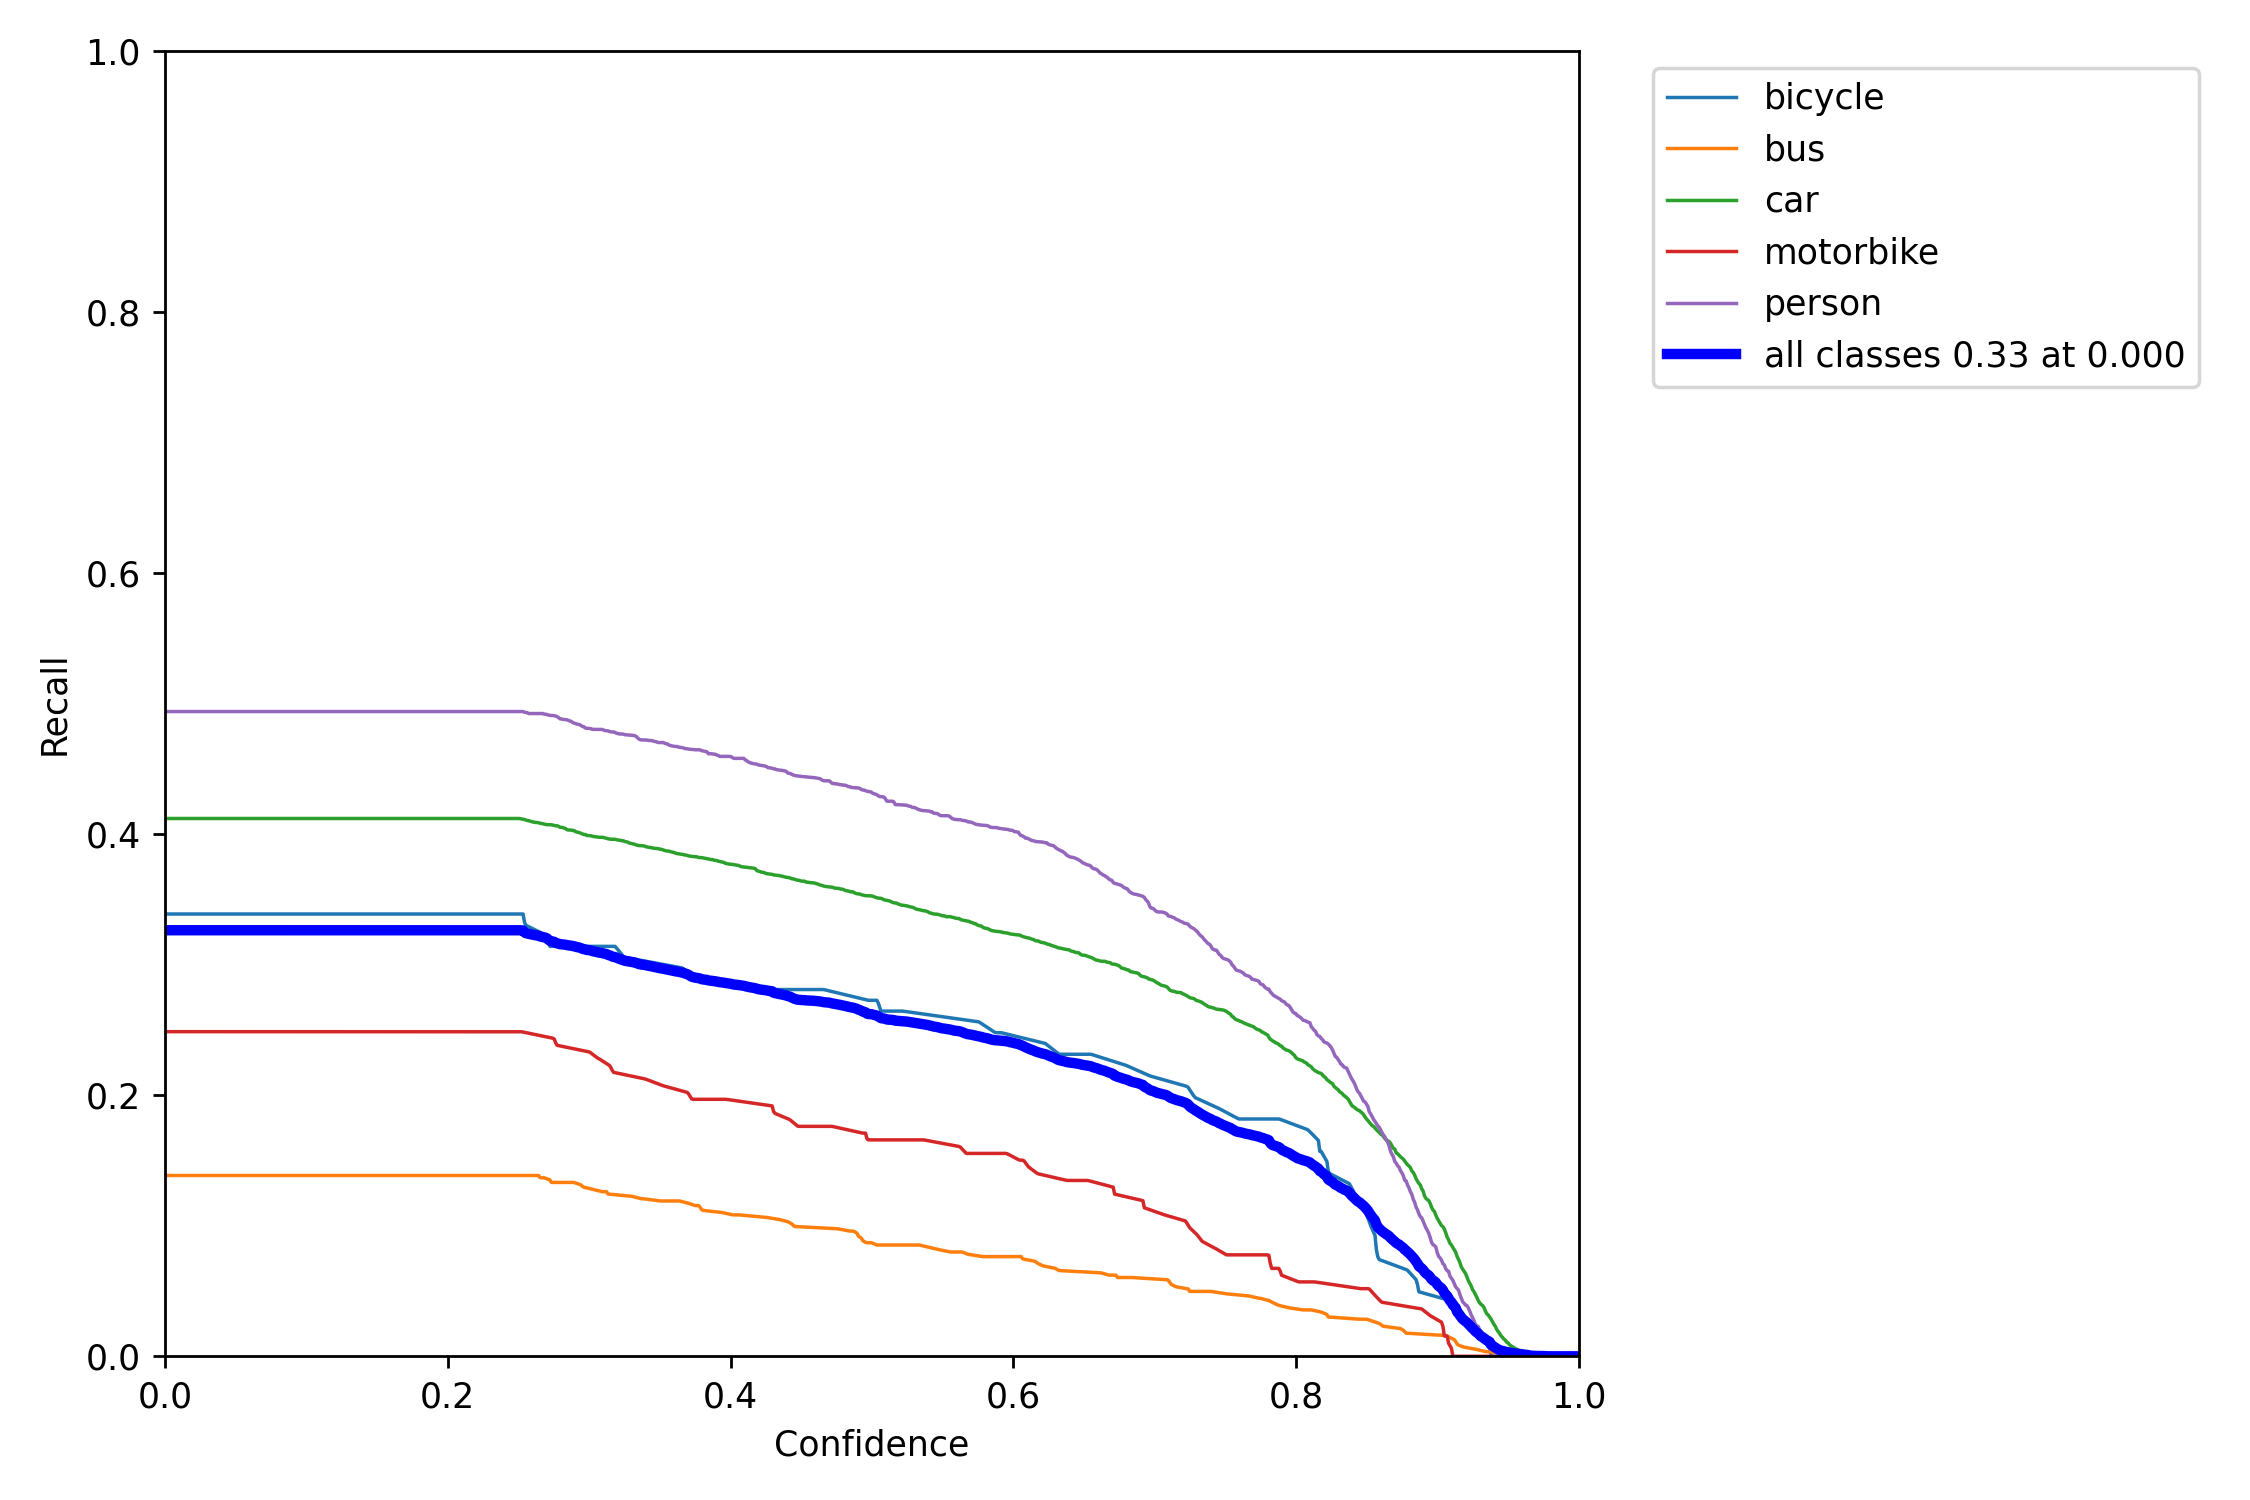 1.0
0.8
0.6
0.4
0.2
0.0
Recall
0.0 0.2 0.4 0.6 0.8 1.0
Confidence
bicycle
bus
car
motorbike
person
all classes 0.33 at 0.000